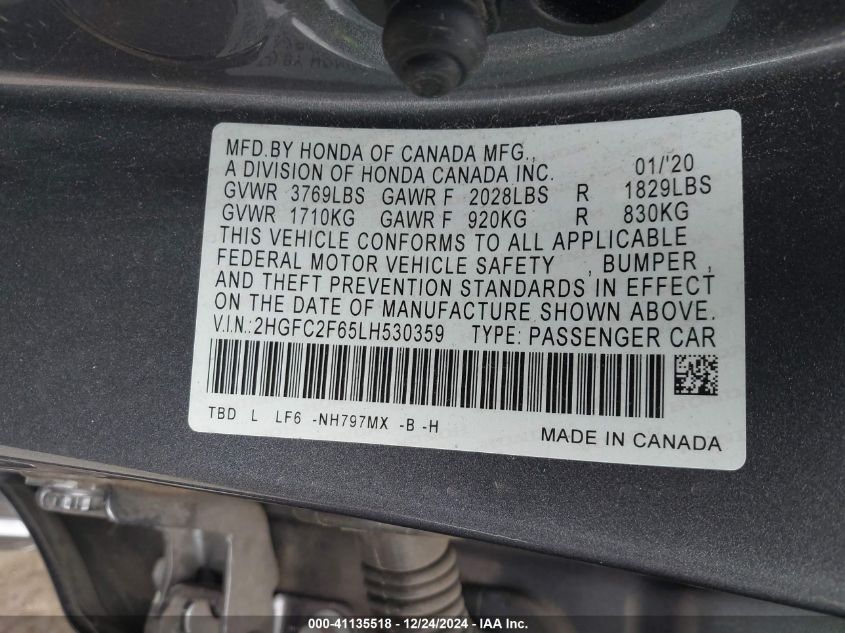 MFD.BY HONDA OF CANADA MFG.,
A DIVISION OF HONDA CANADA INC. 01/'20
GVWR 3769LBS GAWR F 2028LBS R 1829LBS
GVWR 1710KG GAWR F 920KG R 830KG
THIS VEHICLE CONFORMS TO ALL APPLICABLE
FEDERAL MOTOR VEHICLE SAFETY , BUMPER ,
AND THEFT PREVENTION STANDARDS IN EFFECT
ON THE DATE OF MANUFACTURE SHOWN ABOVE.
V.I.N.:2HGFC2F65LH530359 TYPE: PASSENGER CAR
TBD L LF6 -NH797MX -B -H
MADE IN CANADA
000-41135518 - 12/24/2024 - IAA Inc.